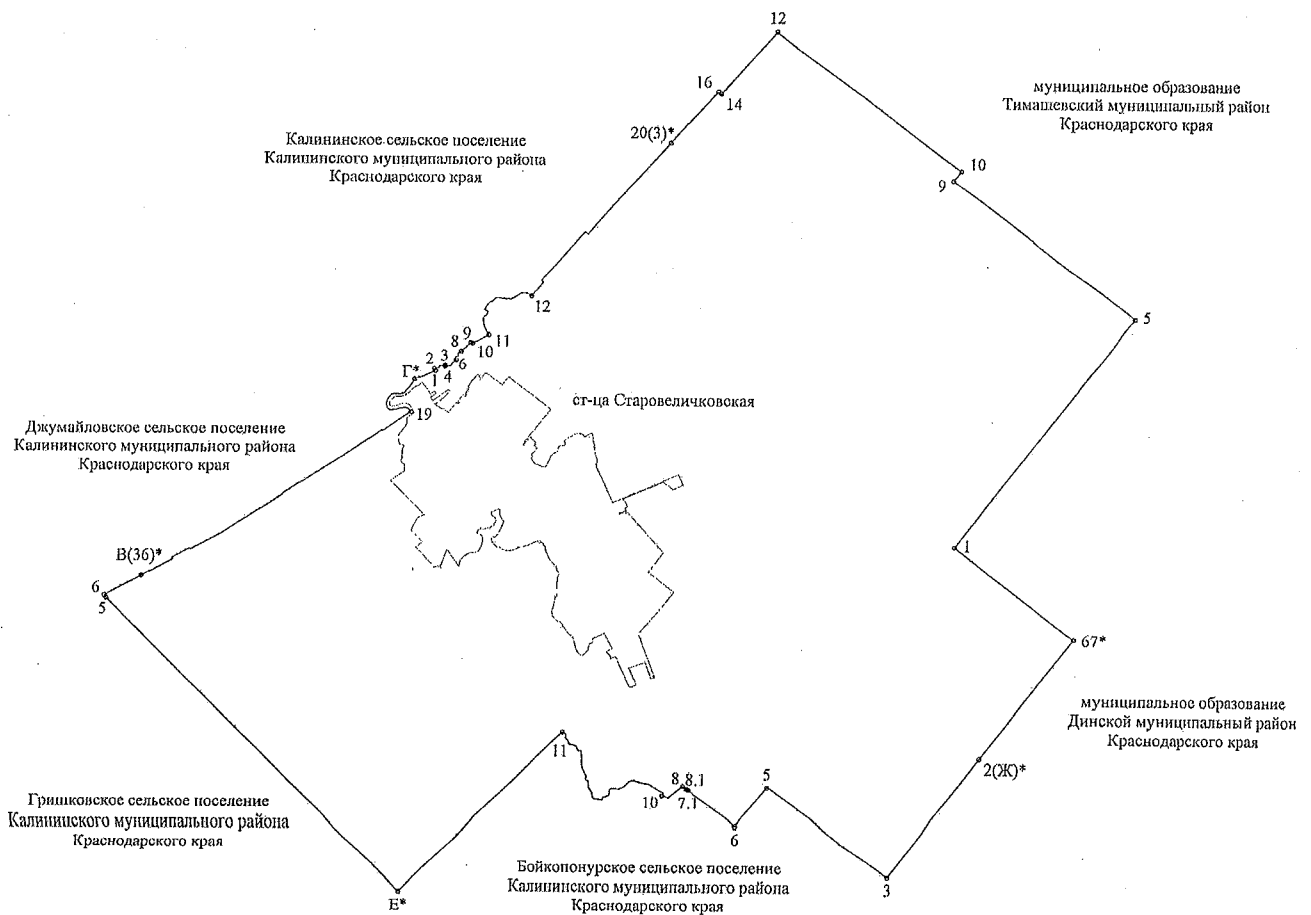 12
муниципальное образование
Тимашевский муниципальный район
Краснодарского края
16
14
20(3)*
Калининское сельское поселение
Калининского муниципального района
Краснодарского края
10
9
12
5
9
11
8
10
3
6
2
Г*
1
4
ст-ца Старовеличковская
19
Джумайловское сельское поселение
Калининского муниципального района
Краснодарского края
В(36)*
1
6
5
67*
муниципальное образование
Динской муниципальный район
Краснодарского края
11
2(Ж)*
5
8
8.1
7.1
10
6
Гришковское сельское поселение
Калининского муниципального района
Краснодарского края
Бойкопонурское сельское поселение
Калининского муниципального района
Краснодарского края
3
Е*